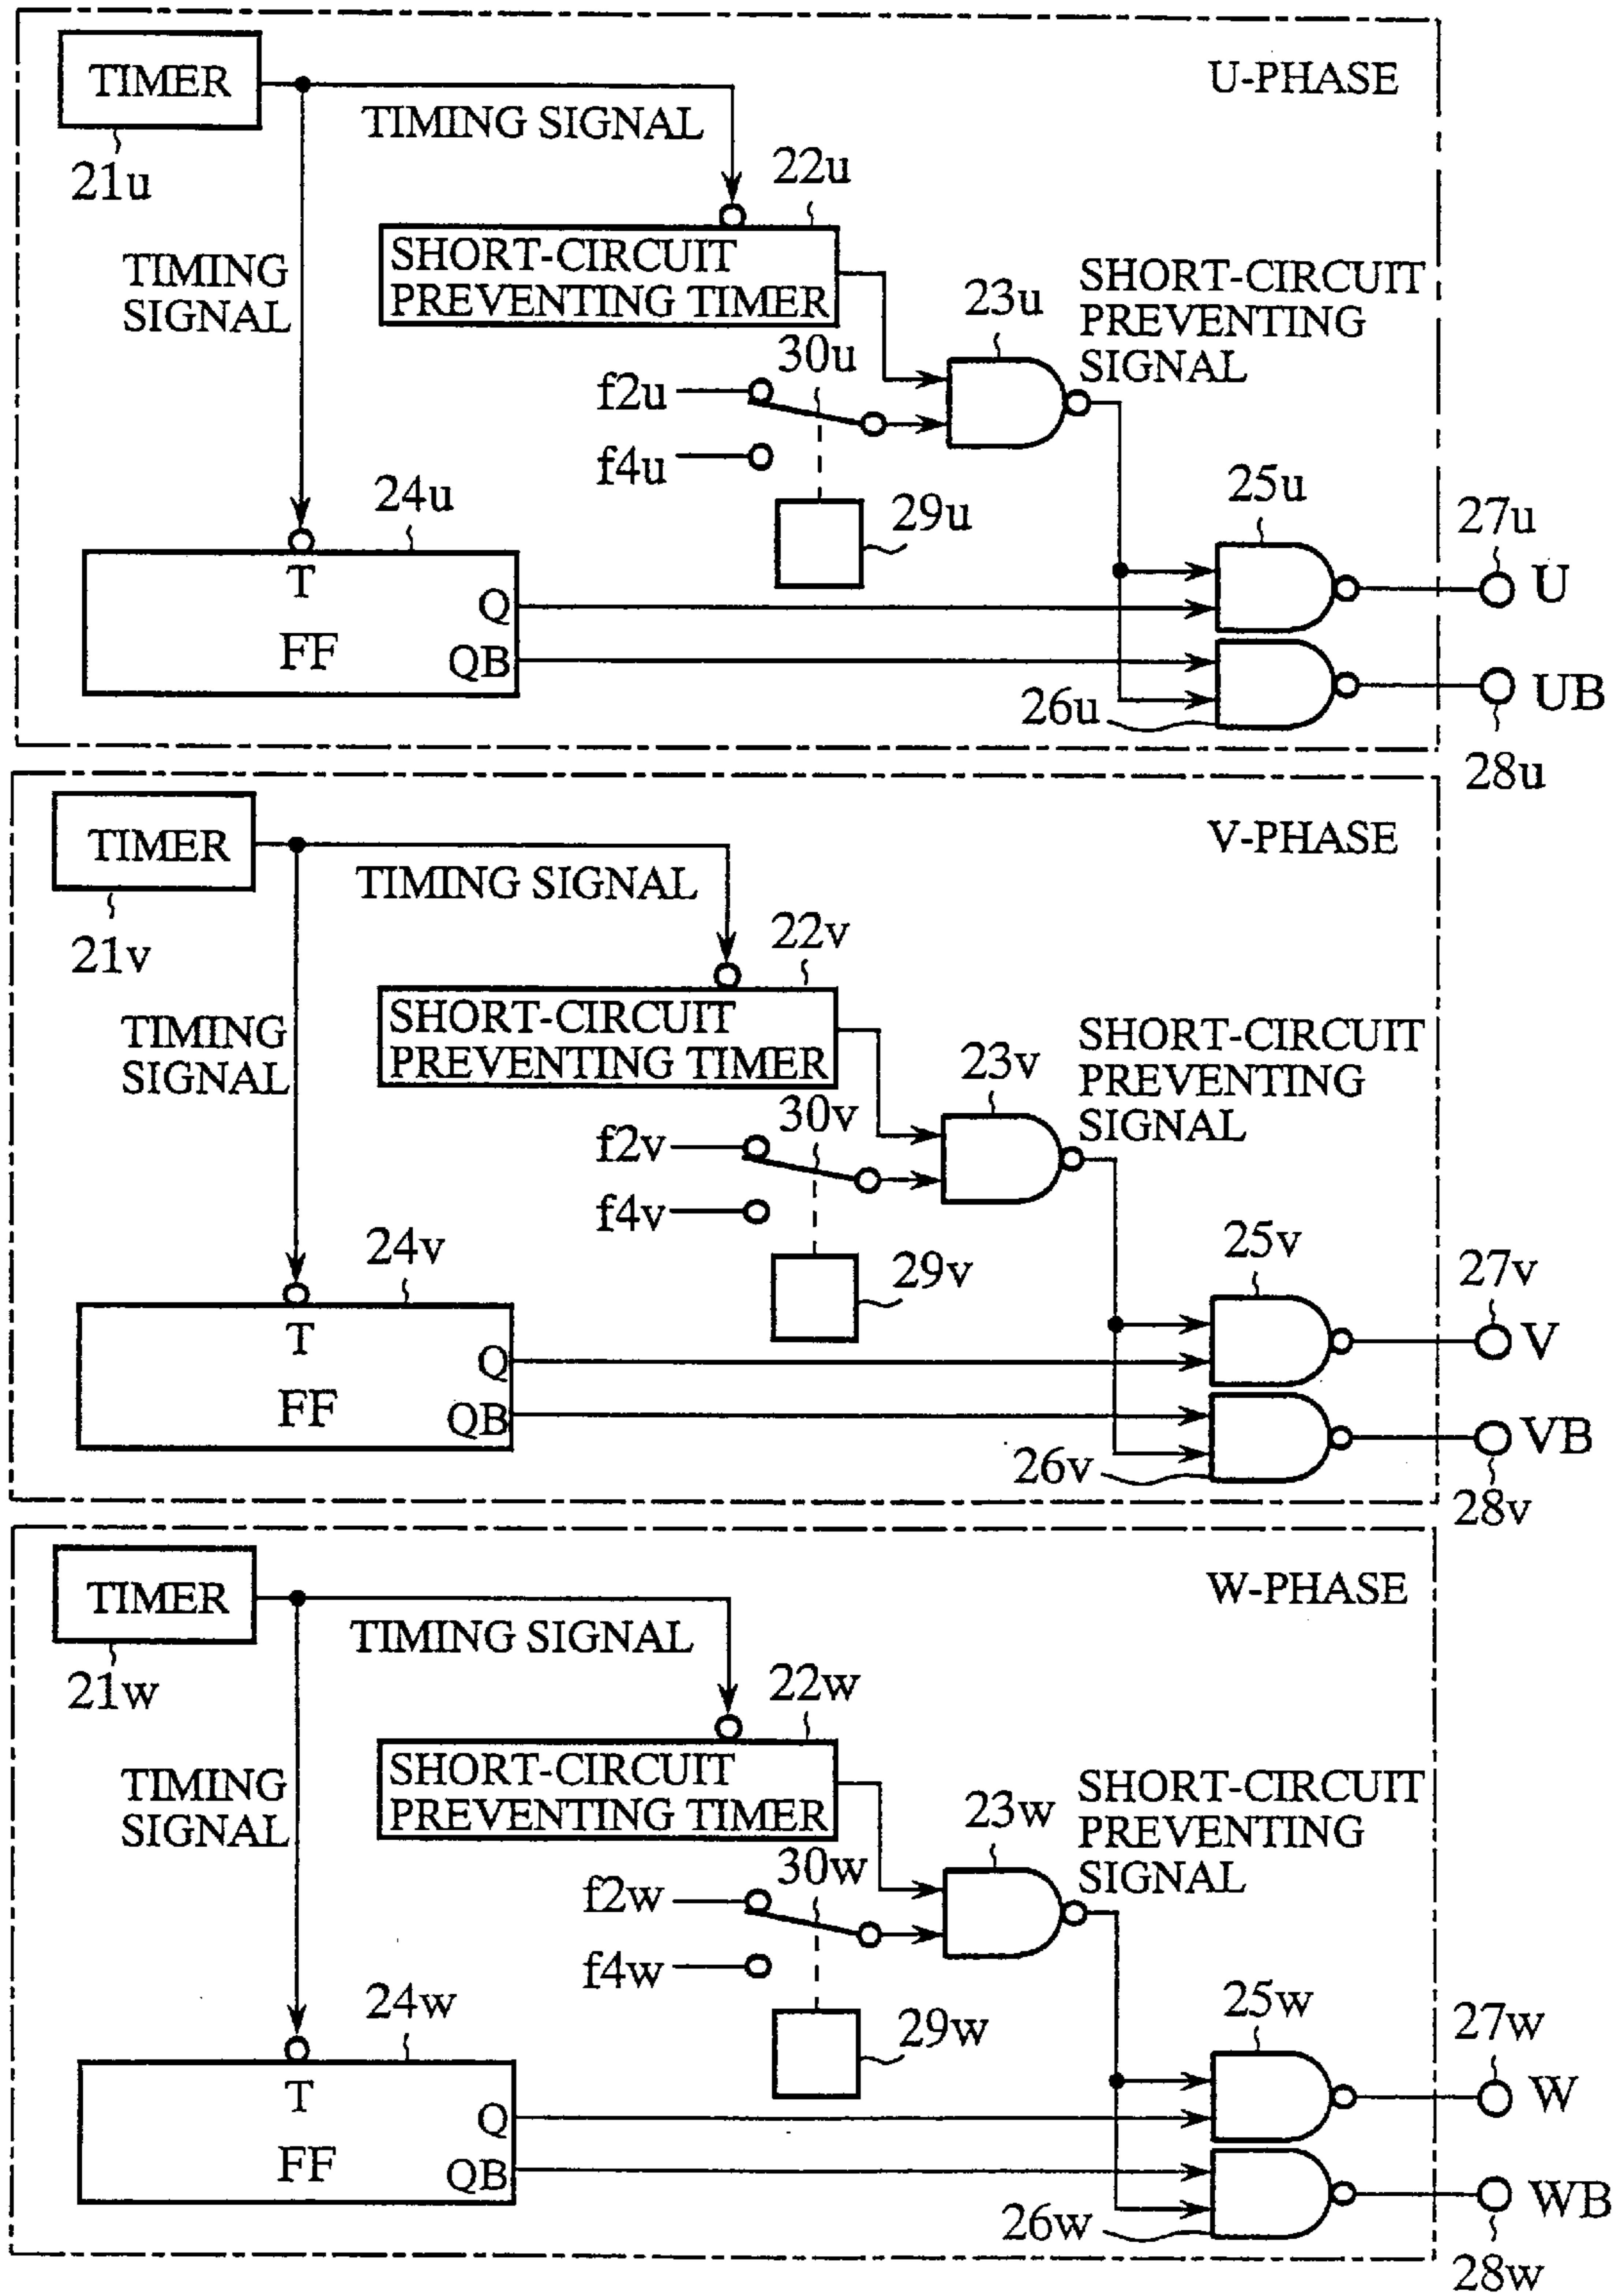 TIMER
U-PHASE
TIMING SIGNAL
21u
22u
TIMING
SIGNAL
SHORT-CIRCUIT
PREVENTING TIMER
SHORT-CIRCUIT
PREVENTING
SIGNAL
23u
30u
f2u
f4u
24u
29u
25u
27u
T
Q
FF
QB
U
26u
UB
28u
TIMER
V-PHASE
TIMING SIGNAL
21v
22v
TIMING
SIGNAL
SHORT-CIRCUIT
PREVENTING TIMER
SHORT-CIRCUIT
PREVENTING
SIGNAL
23v
30v
f2v
f4v
24v
29v
25v
27v
T
Q
FF
QB
V
26v
VB
28v
TIMER
W-PHASE
TIMING SIGNAL
21w
22w
TIMING
SIGNAL
SHORT-CIRCUIT
PREVENTING TIMER
SHORT-CIRCUIT
PREVENTING
SIGNAL
23w
30w
f2w
f4w
24w
29w
25w
27w
T
Q
FF
QB
W
26w
WB
28w